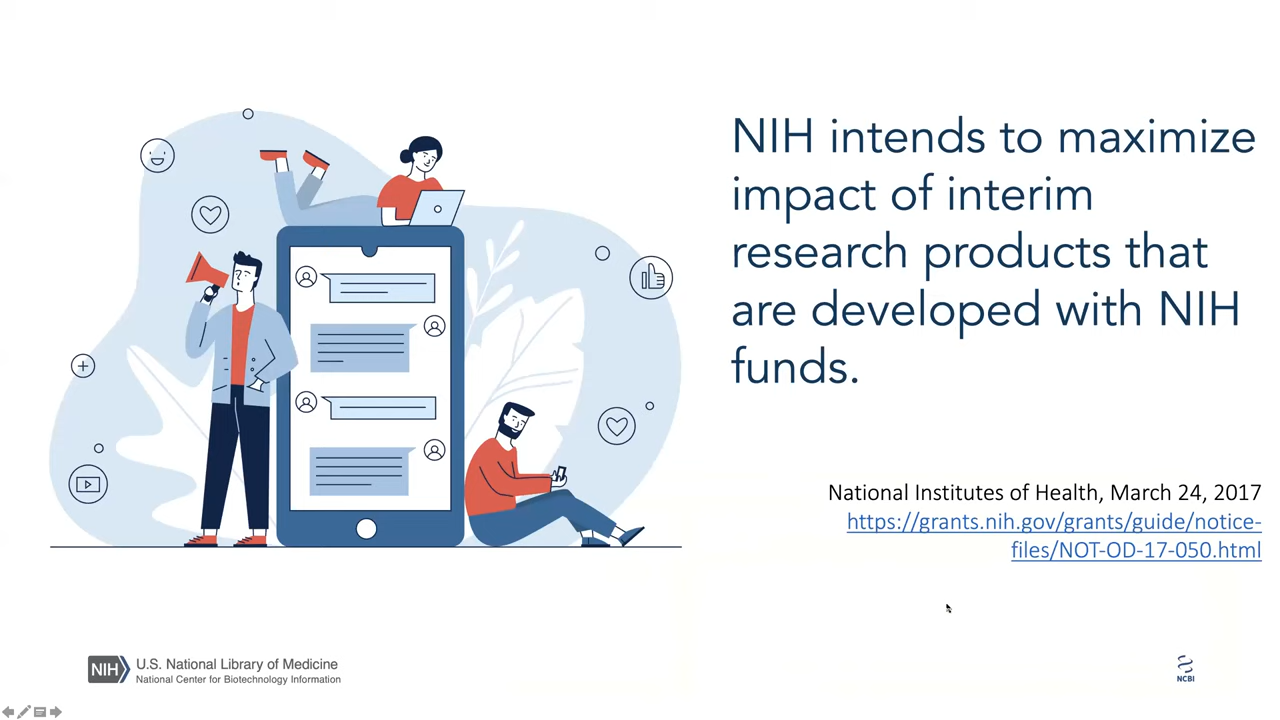 NIH intends to maximize
impact of interim
research products that
are developed with NIH
funds.
National Institutes of Health, March 24, 2017
https://grants.nih.gov/grants/guide/notice-
files/NOT-OD-17-050.html
NIH U.S. National Library of Medicine
National Center for Biotechnology Information
NCBI